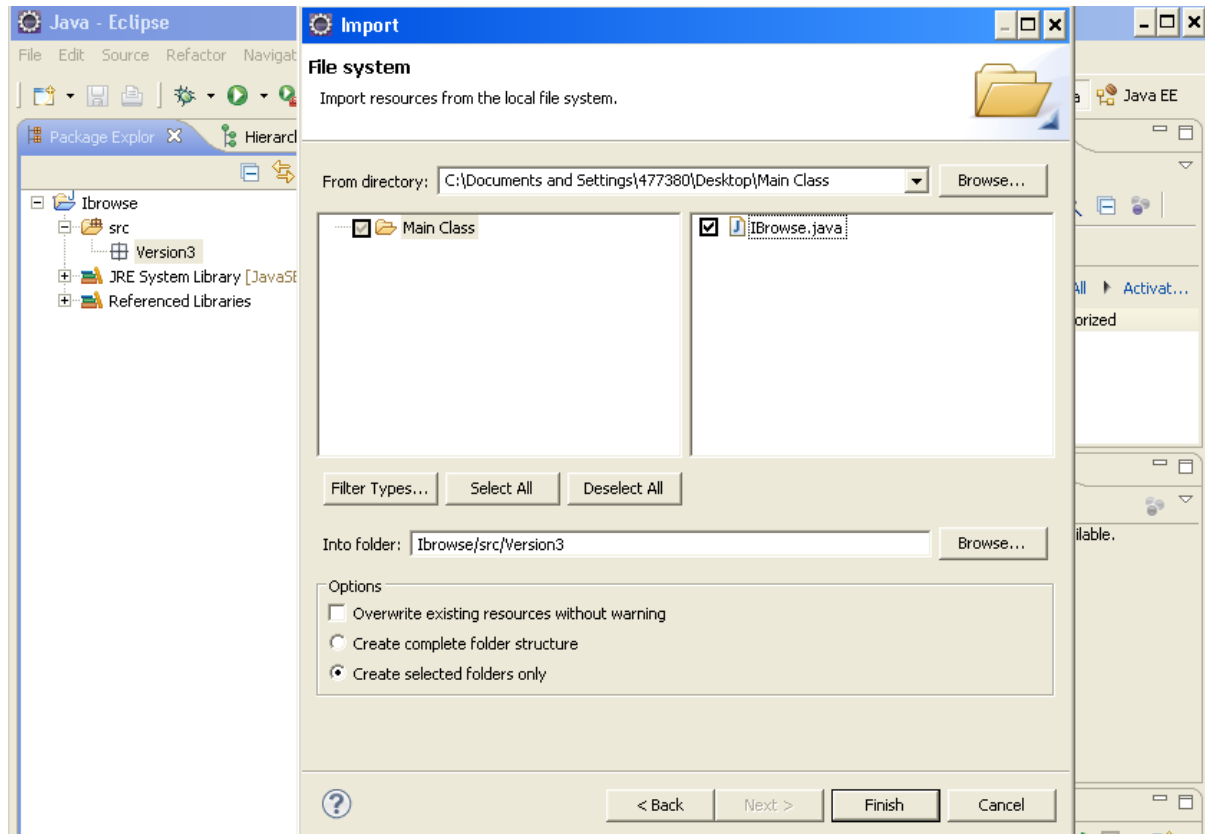 Java - Eclipse
File Edit Source Refactor Navigat
Package Explor
Hierarc
Ibrowse
src
Version3
JRE System Library [JavaSE
Referenced Libraries
Import
File system
Import resources from the local file system.
From directory: C:\Documents and Settings\477380\Desktop\Main Class Browse...
Main Class
IBrowse.java
Filter Types... Select All Deselect All
Into folder: Ibrowse/src/Version3 Browse...
Options
Overwrite existing resources without warning
Create complete folder structure
Create selected folders only
< Back Next > Finish Cancel
a Java EE
All Activat...
orized
ilable.